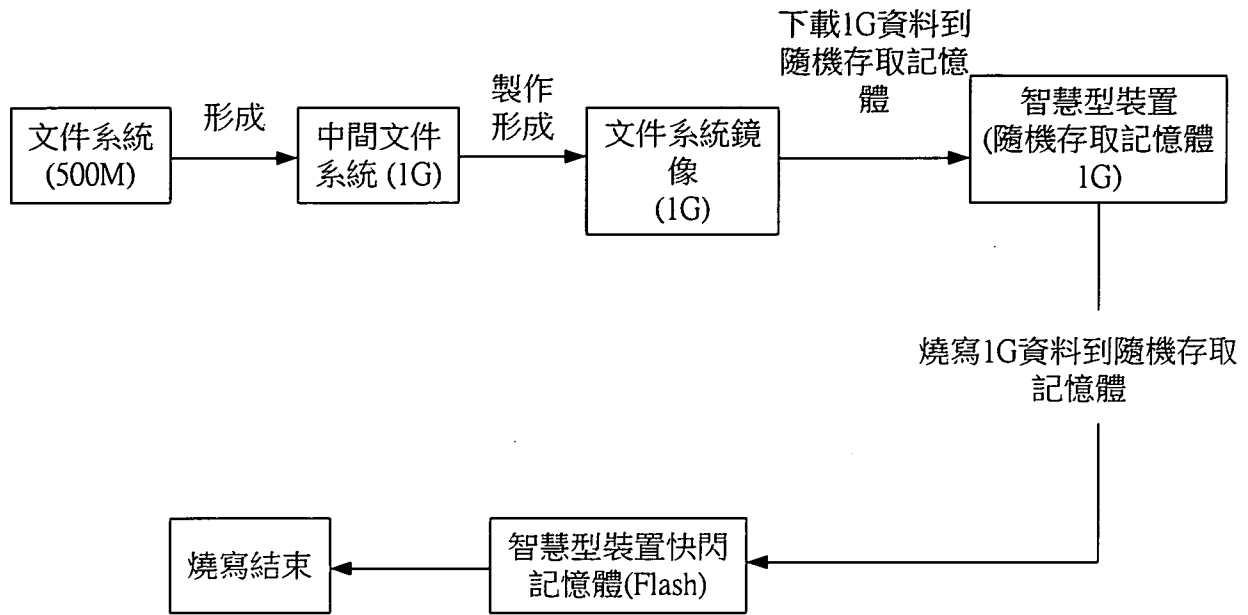 文件系統
(500M)
形成
中間文件
系統 (1G)
製作
形成
文件系統鏡
像
(1G)
下載1G資料到
隨機存取記憶
體
智慧型裝置
(隨機存取記憶體
1G)
燒寫1G資料到隨機存取
記憶體
智慧型裝置快閃
記憶體(Flash)
燒寫結束